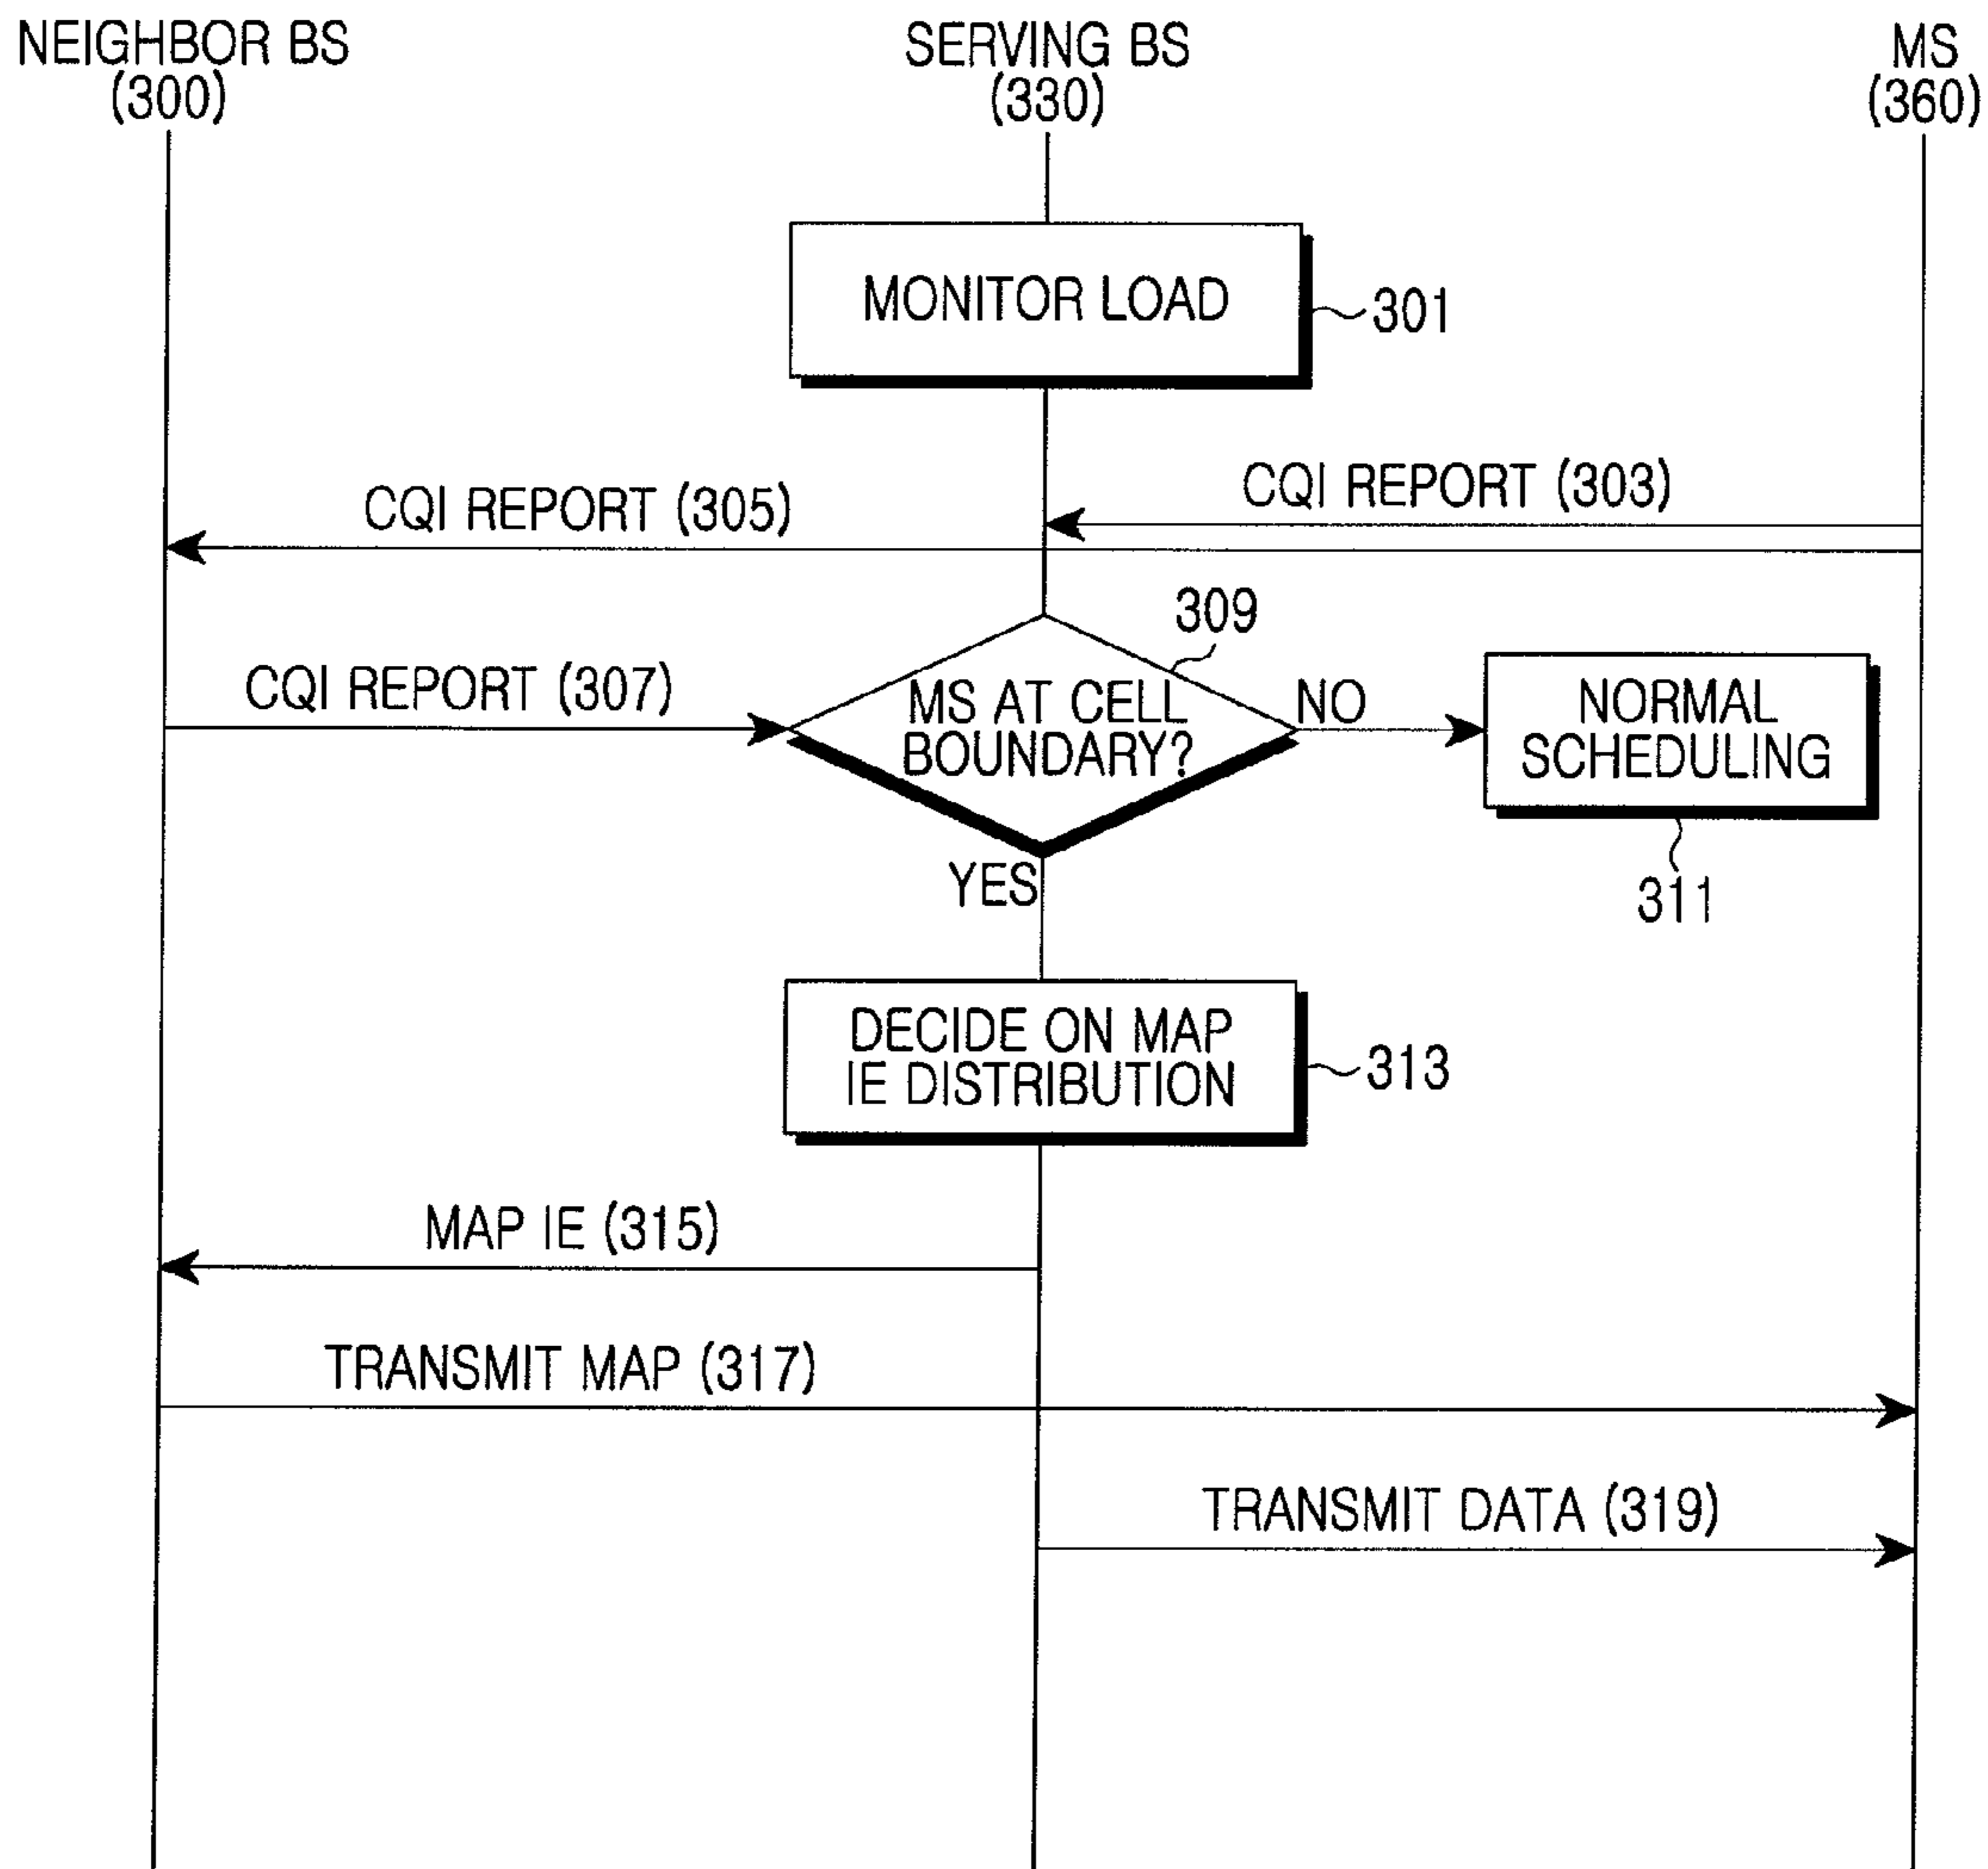 NEIGHBOR BS
(300)
SERVING BS
(330)
MS
(360)
MONITOR LOAD
301
CQI REPORT (303)
CQI REPORT (305)
309
CQI REPORT (307)
MS AT CELL
BOUNDARY?
NO
NORMAL
SCHEDULING
311
YES
DECIDE ON MAP
IE DISTRIBUTION
313
MAP IE (315)
TRANSMIT MAP (317)
TRANSMIT DATA (319)